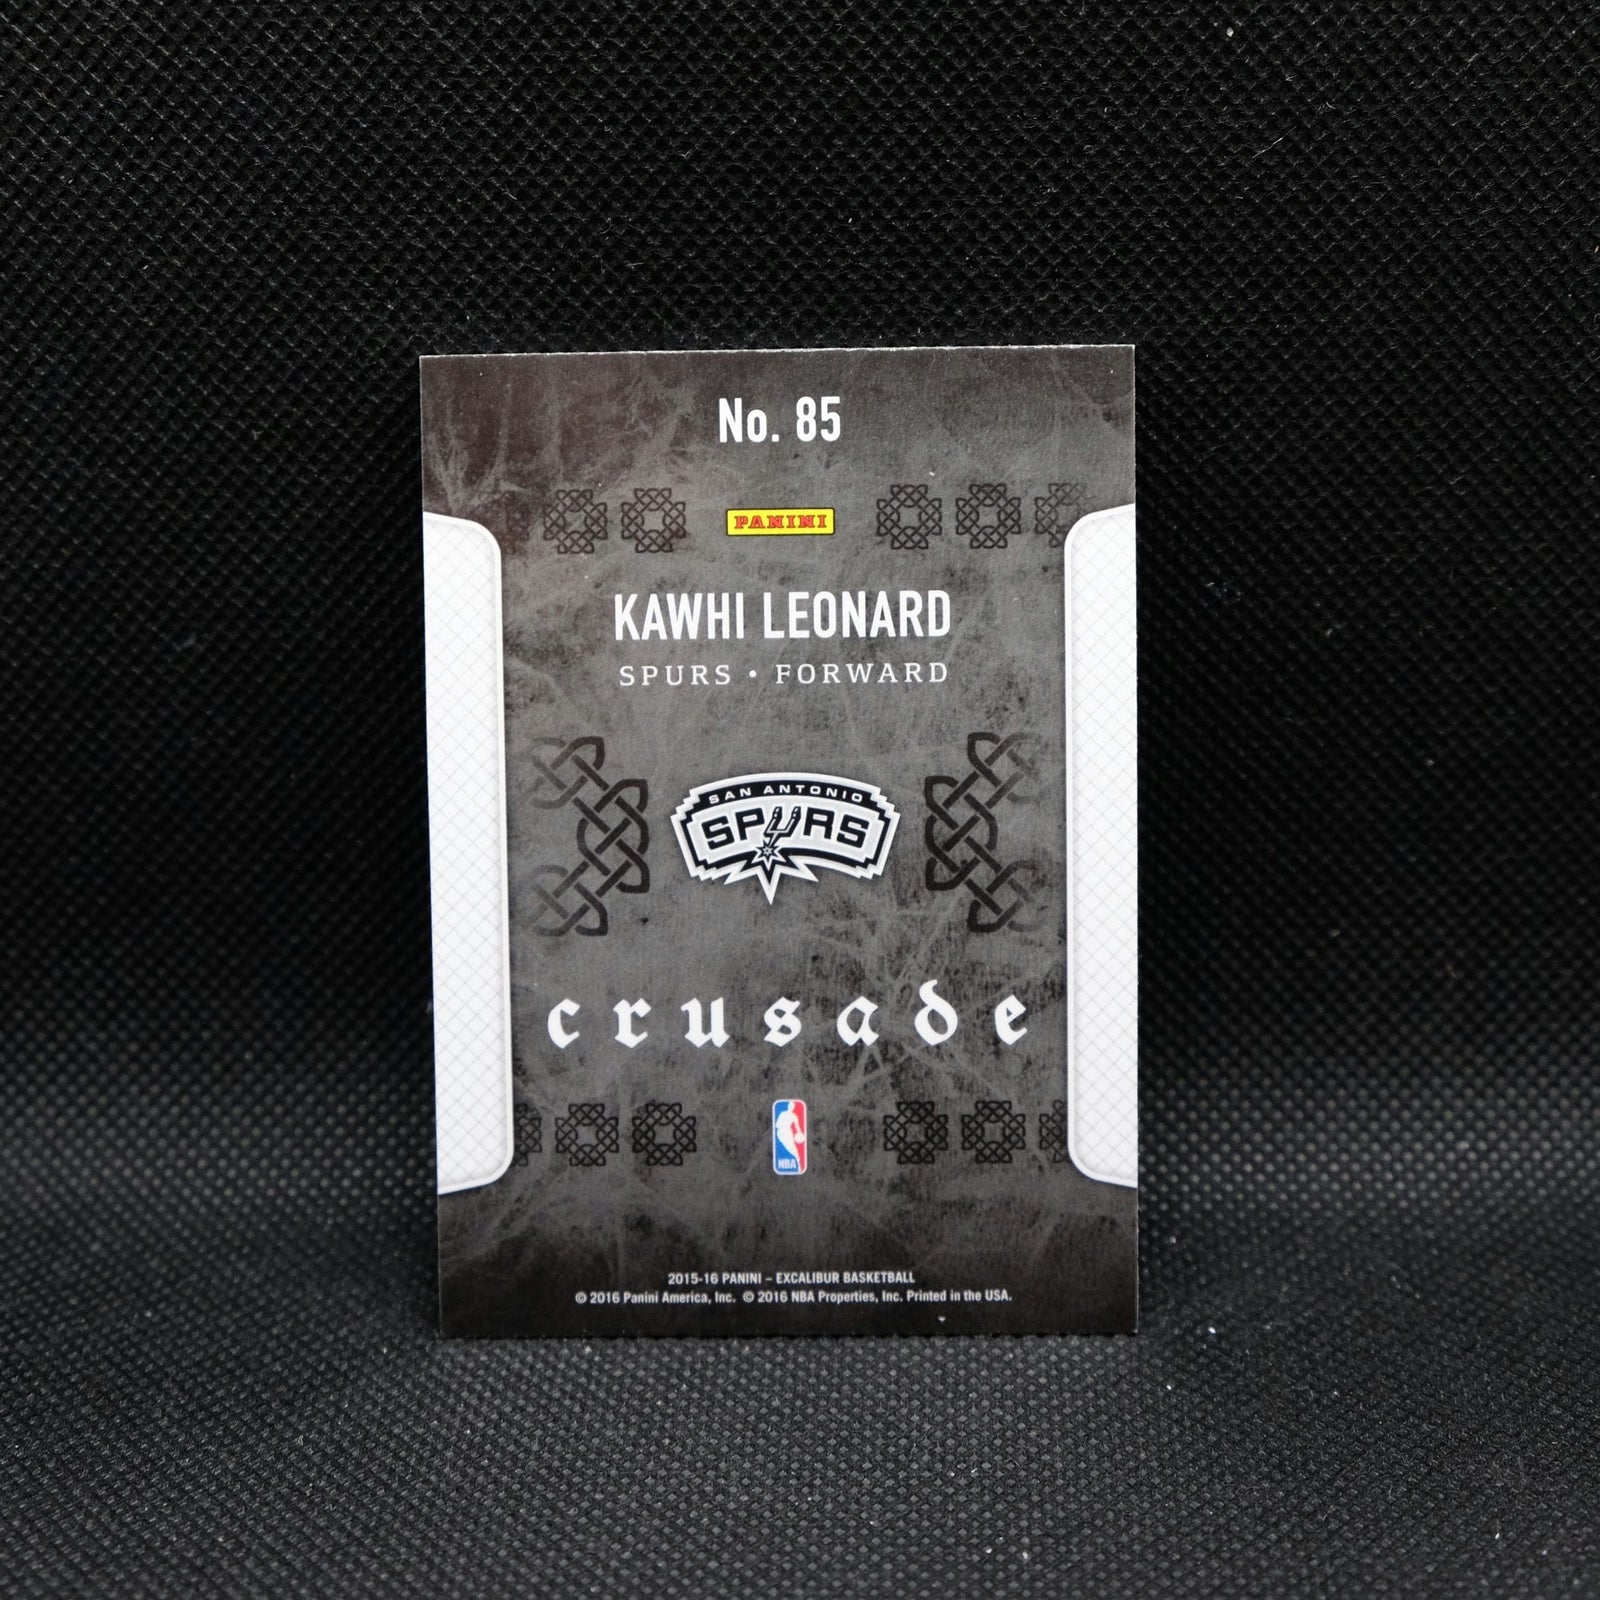 No. 85
PANINI
KAWHI LEONARD
SPURS • FORWARD
SAN ANTONIO
SPURS
crusade
NBA
2015-16 PANINI – EXCALIBUR BASKETBALL
© 2016 Panini America, Inc. © 2016 NBA Properties, Inc. Printed in the USA.